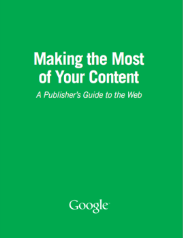 Making the Most
of Your Content
A Publisher's Guide to the Web
Google